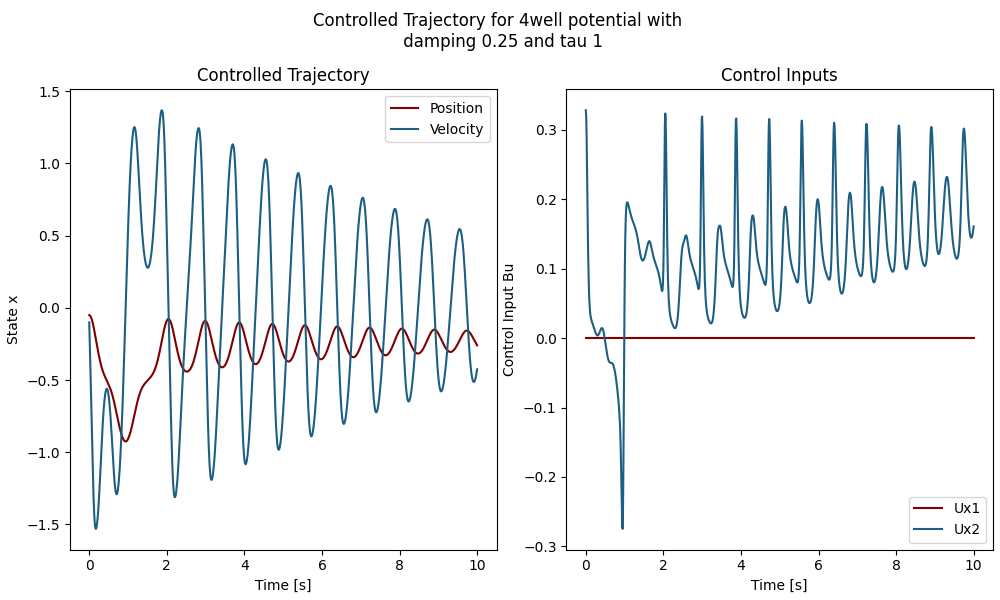 Controlled Trajectory for 4well potential with
damping 0.25 and tau 1
Controlled Trajectory
1.5
1.0
0.5
0.0
−0.5
−1.0
−1.5
State x
0
2
4
6
8
10
Time [s]
Position
Velocity
Control Inputs
0.3
0.2
0.1
0.0
−0.1
−0.2
−0.3
Control Input Bu
0
2
4
6
8
10
Time [s]
Ux1
Ux2